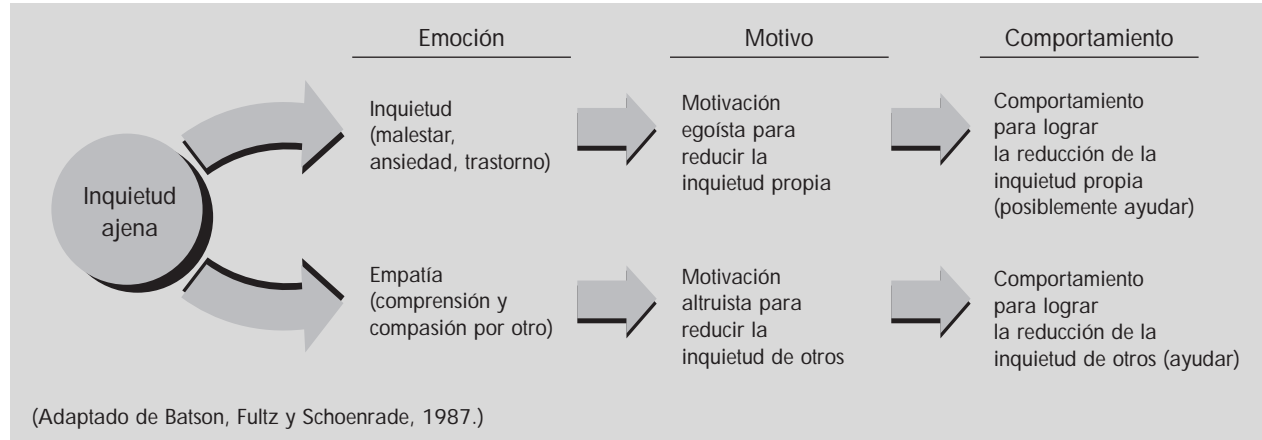 Emoción
Motivo
Comportamiento
Inquietud
ajena
Inquietud
(malestar,
ansiedad, trastorno)
Motivación
egoísta para
reducir la
inquietud propia
Comportamiento
para lograr
la reducción de la
inquietud propia
(posiblemente ayudar)
Empatía
(comprensión y
compasión por otro)
Motivación
altruista para
reducir la
inquietud de otros
Comportamiento
para lograr
la reducción de la
inquietud de otros (ayudar)
(Adaptado de Batson, Fultz y Schoenrade, 1987.)